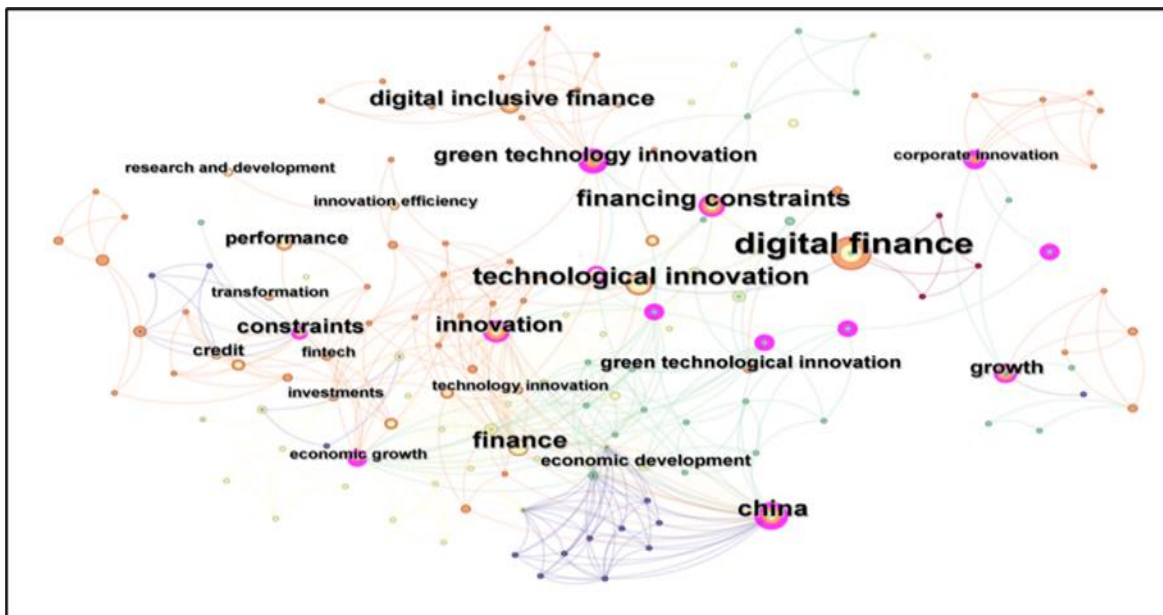 digital inclusive finance
green technology innovation
corporate innovation
research and development
innovation efficiency
financing constraints
performance
digital finance
technological innovation
transformation
constraints
innovation
credit
fintech
green technological innovation
growth
investments
technology innovation
finance
economic growth
economic development
china